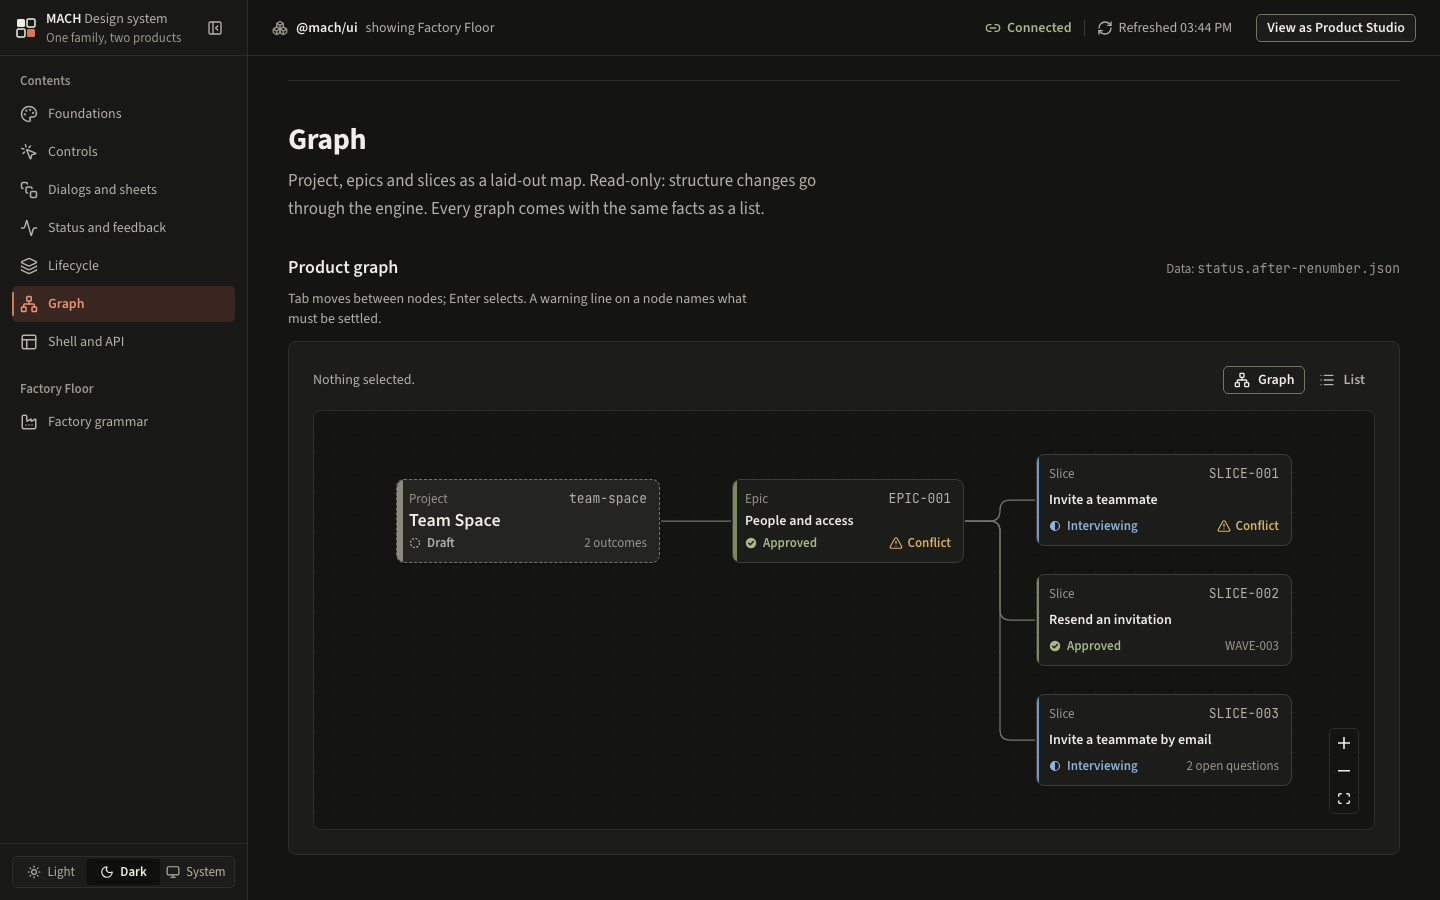 MACH Design system
One family, two products
@mach/ui showing Factory Floor
Connected
Refreshed 03:44 PM
View as Product Studio
Contents
Foundations
Controls
Dialogs and sheets
Status and feedback
Lifecycle
Graph
Shell and API
Factory Floor
Factory grammar
Light
Dark
System
Graph
Project, epics and slices as a laid-out map. Read-only: structure changes go
through the engine. Every graph comes with the same facts as a list.
Product graph
Data: status.after-renumber.json
Tab moves between nodes; Enter selects. A warning line on a node names what
must be settled.
Nothing selected.
Graph
List
Project team-space
Team Space
Draft 2 outcomes
Epic EPIC-001
People and access
Approved Conflict
Slice SLICE-001
Invite a teammate
Interviewing Conflict
Slice SLICE-002
Resend an invitation
Approved WAVE-003
Slice SLICE-003
Invite a teammate by email
Interviewing 2 open questions